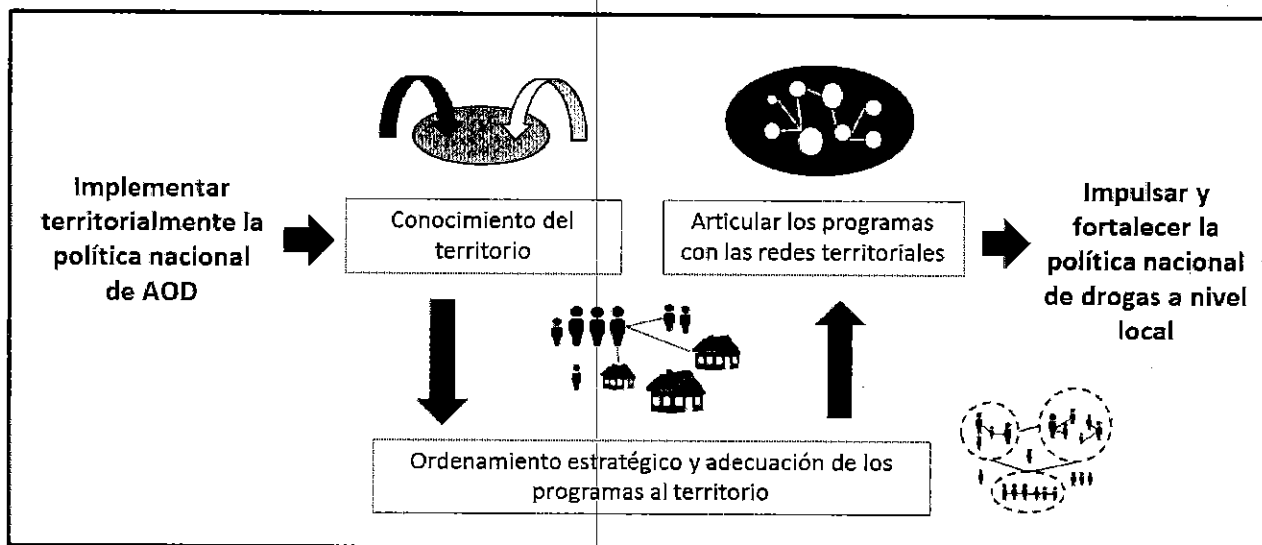 Implementar
territorialmente la
política nacional
de AOD
Conocimiento del
territorio
Articular los programas
con las redes territoriales
Impulsar y
fortalecer la
política nacional
de drogas a nivel
local
Ordenamiento estratégico y adecuación de los
programas al territorio